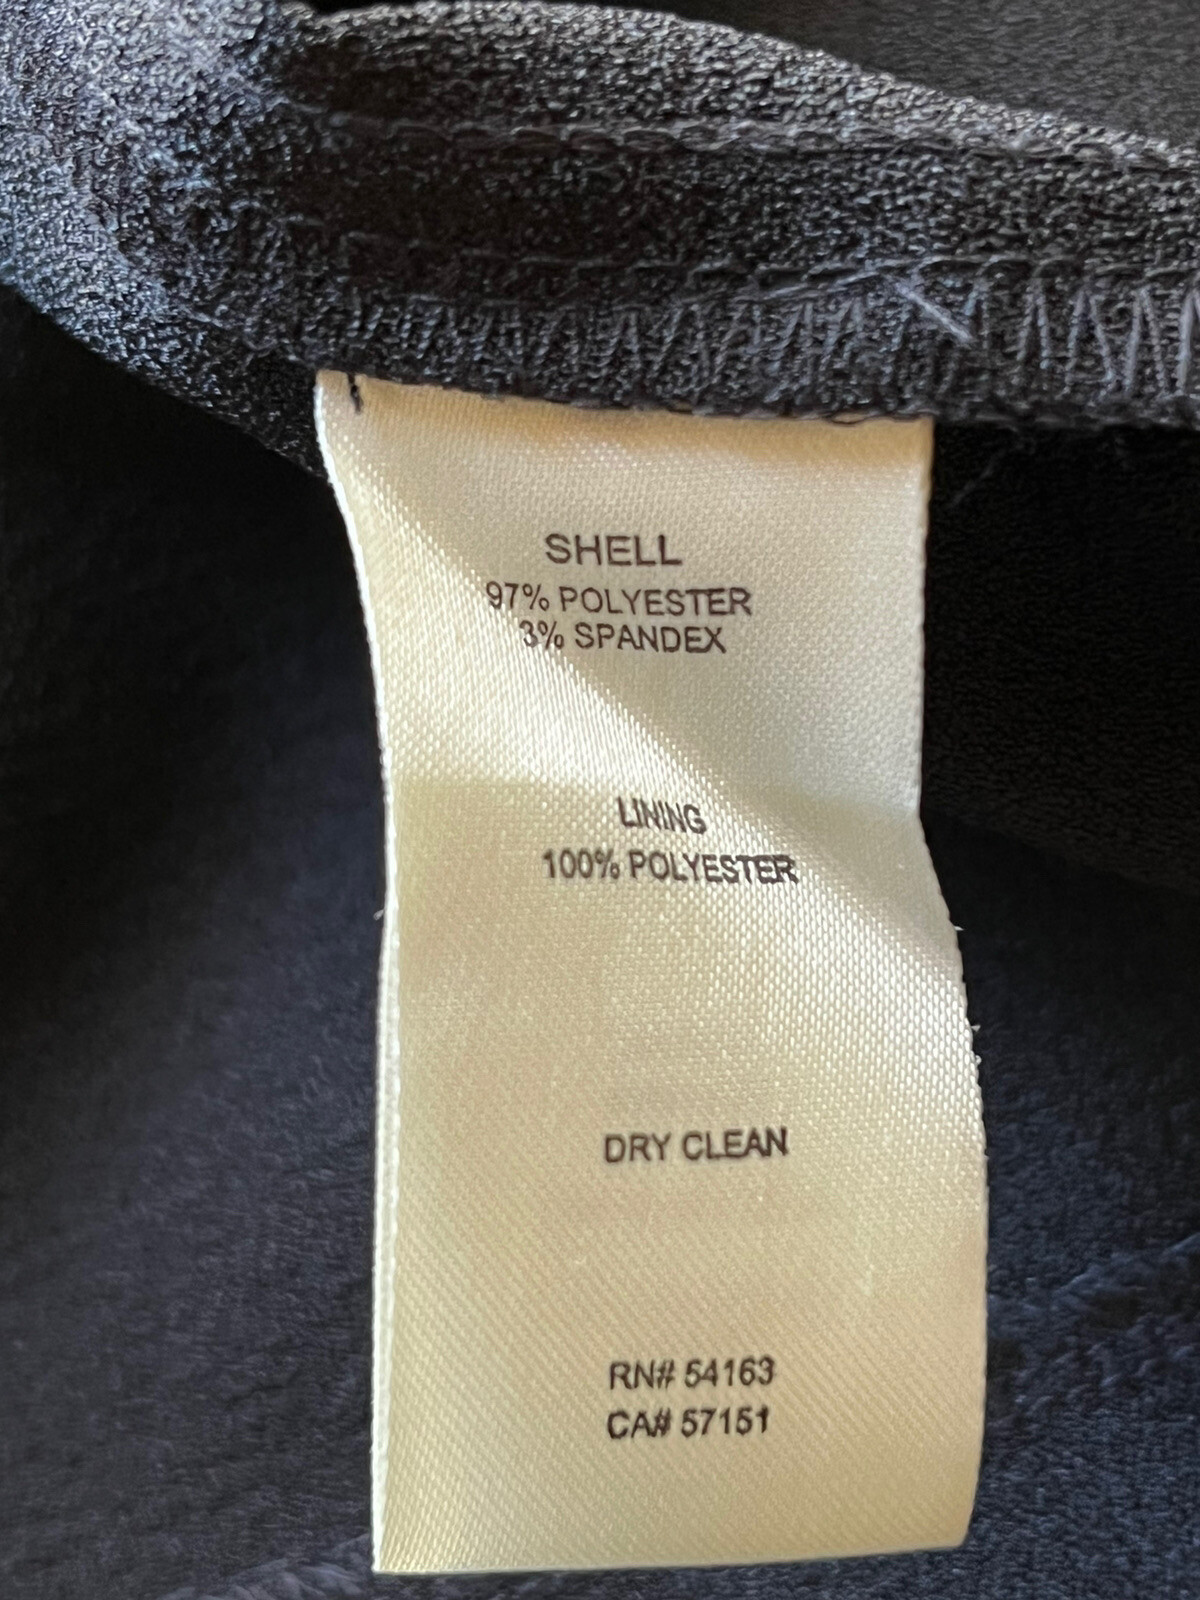 SHELL
97% POLYESTER
3% SPANDEX
LINING
100% POLYESTER
DRY CLEAN
RN# 54163
CA# 57151